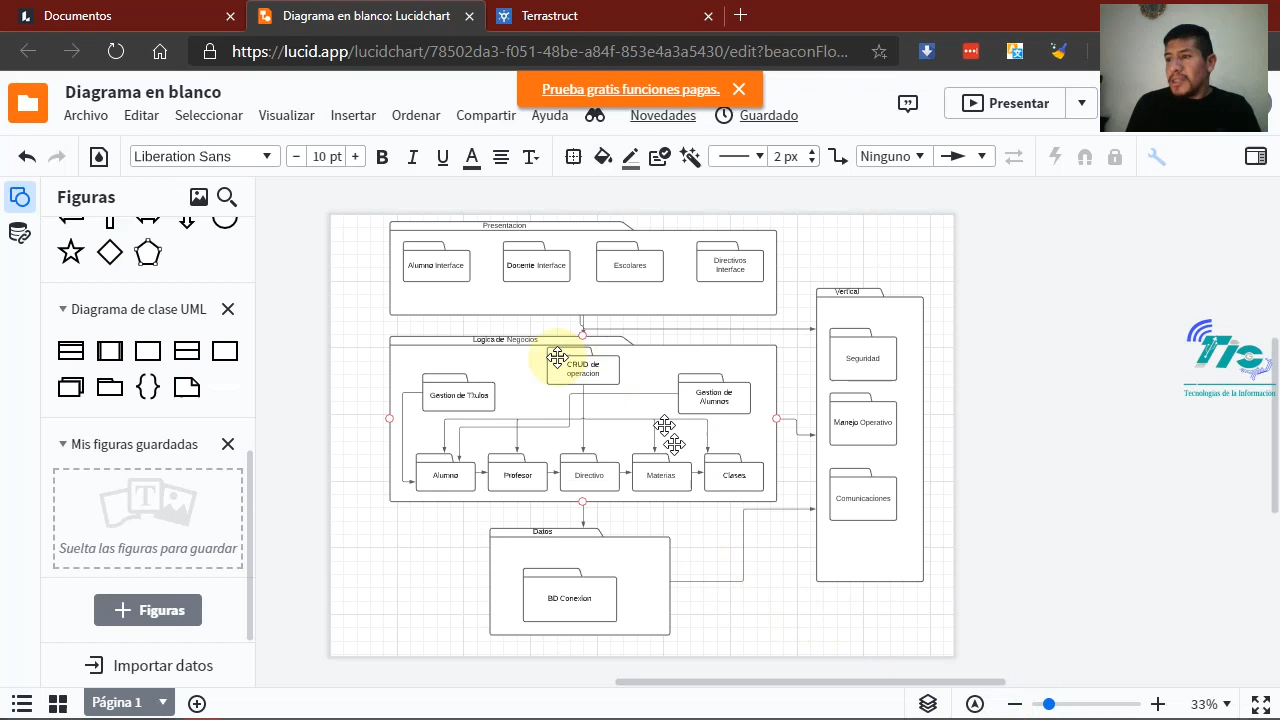 Documentos
Diagrama en blanco: Lucidchart
Terrastruct
https://lucid.app/lucidchart/78502da3-f051-48be-a84f-853e4a3a5430/edit?beaconFlo...
Diagrama en blanco
Prueba gratis funciones pagas.
Presentar
Archivo Editar Seleccionar Visualizar Insertar Ordenar Compartir Ayuda Novedades Guardado
Liberation Sans
10 pt
2 px
Ninguno
Figuras
Diagrama de clase UML
Mis figuras guardadas
Suelta las figuras para guardar
Figuras
Importar datos
Presentacion
Alumno Interface
Docente Interface
Escolares
Directivos
Interface
Vertical
Seguridad
Manejo Operativo
Comunicaciones
Logica de Negocios
CRUD de
operacion
Gestion de Titulos
Gestion de
Alumnos
Alumno
Profesor
Directivo
Materias
Clases
Datos
BD Conexion
Tic
Tecnologias de la Informacion
Página 1
33%